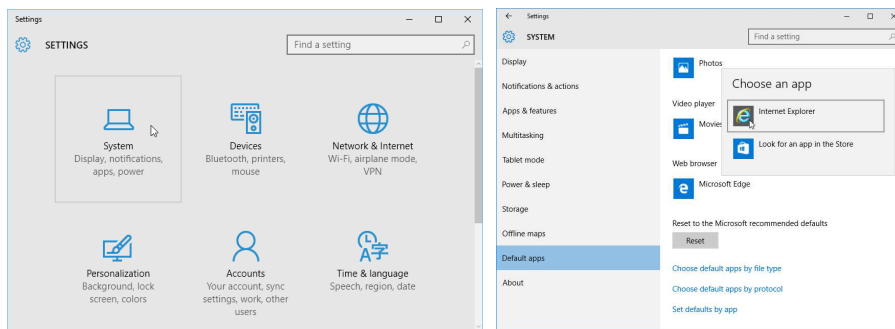 Settings
SETTINGS
Find a setting
System
Display, notifications,
apps, power
Devices
Bluetooth, printers,
mouse
Network & Internet
Wi-Fi, airplane mode,
VPN
Personalization
Background, lock
screen, colors
Accounts
Your account, sync
settings, work, other
users
Time & language
Speech, region, date
Settings
SYSTEM
Find a setting
Display
Notifications & actions
Apps & features
Multitasking
Tablet mode
Power & sleep
Storage
Offline maps
Default apps
About
Photos
Video player
Movies
Web browser
Microsoft Edge
Choose an app
Internet Explorer
Look for an app in the Store
Reset to the Microsoft recommended defaults
Reset
Choose default apps by file type
Choose default apps by protocol
Set defaults by app